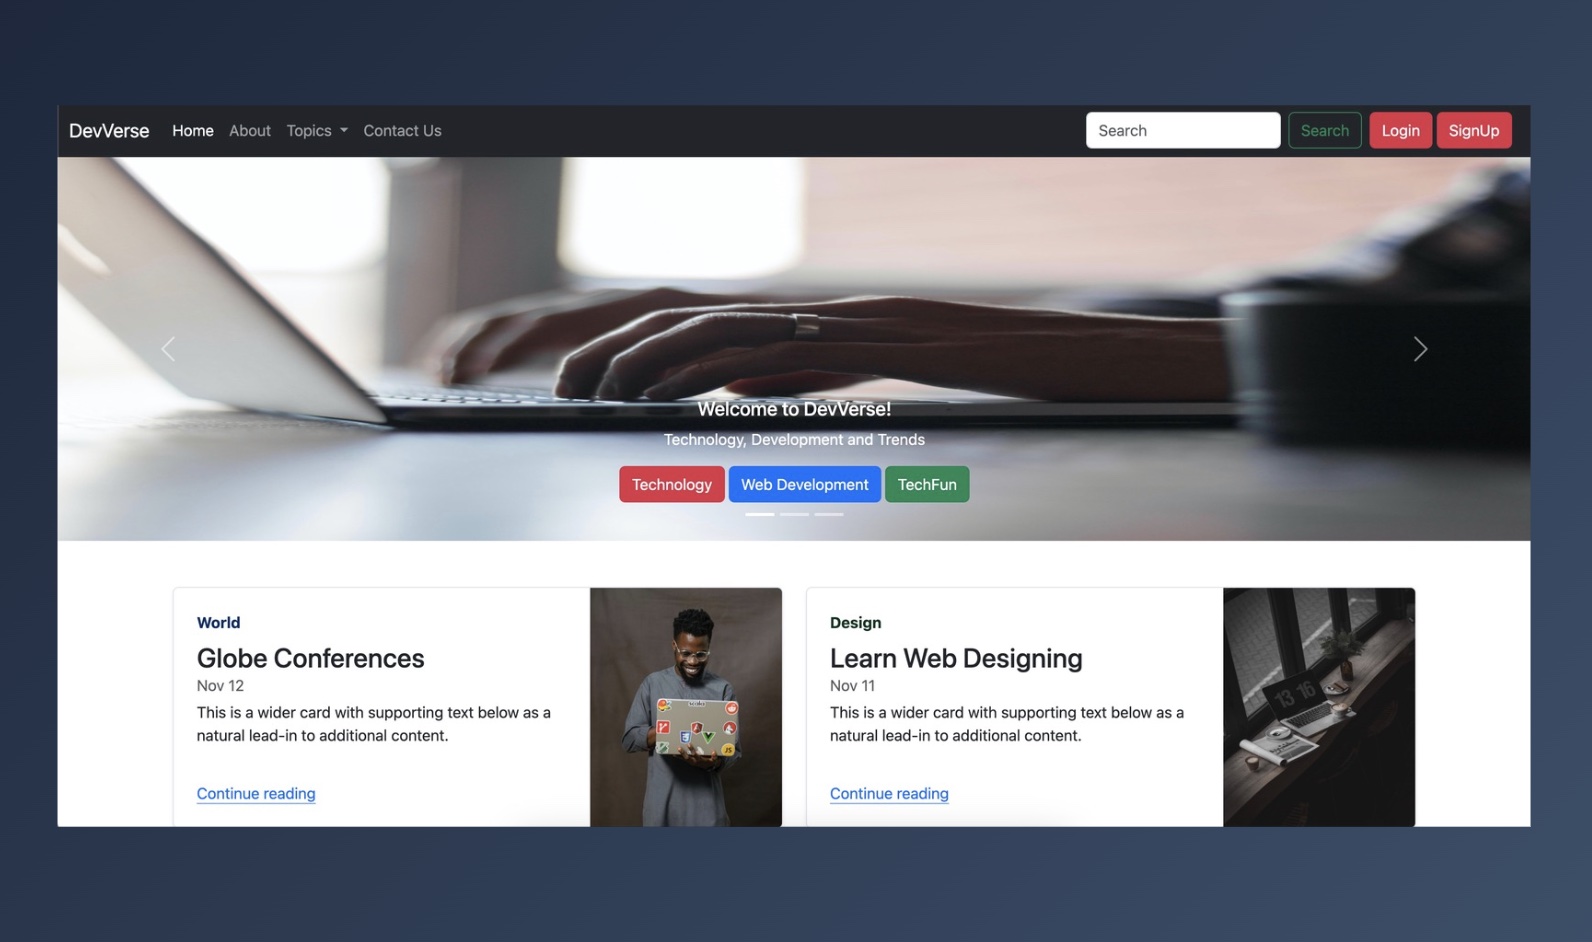 DevVerse Home About Topics Contact Us Search Search Login SignUp
Welcome to DevVerse!
Technology, Development and Trends
Technology Web Development TechFun
World
Globe Conferences
Nov 12
This is a wider card with supporting text below as a
natural lead-in to additional content.
Continue reading
JS
Design
Learn Web Designing
Nov 11
This is a wider card with supporting text below as a
natural lead-in to additional content.
Continue reading
13 16